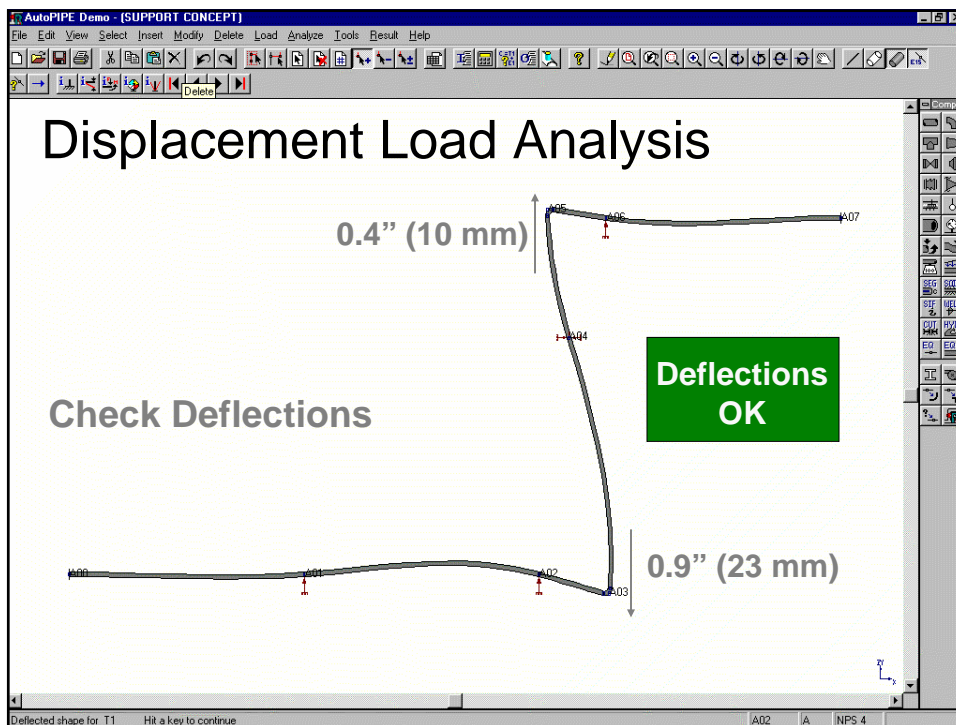 AutoPIPE Demo - (SUPPORT CONCEPT)
File Edit View Select Insert Modify Delete Load Analyze Tools Result Help
Delete
Displacement Load Analysis
A05
A06
A07
0.4” (10 mm)
A04
Deflections
OK
Check Deflections
A00
A01
A02
0.9” (23 mm)
A03
Deflected shape for T1 Hit a key to continue
A02 A NPS 4